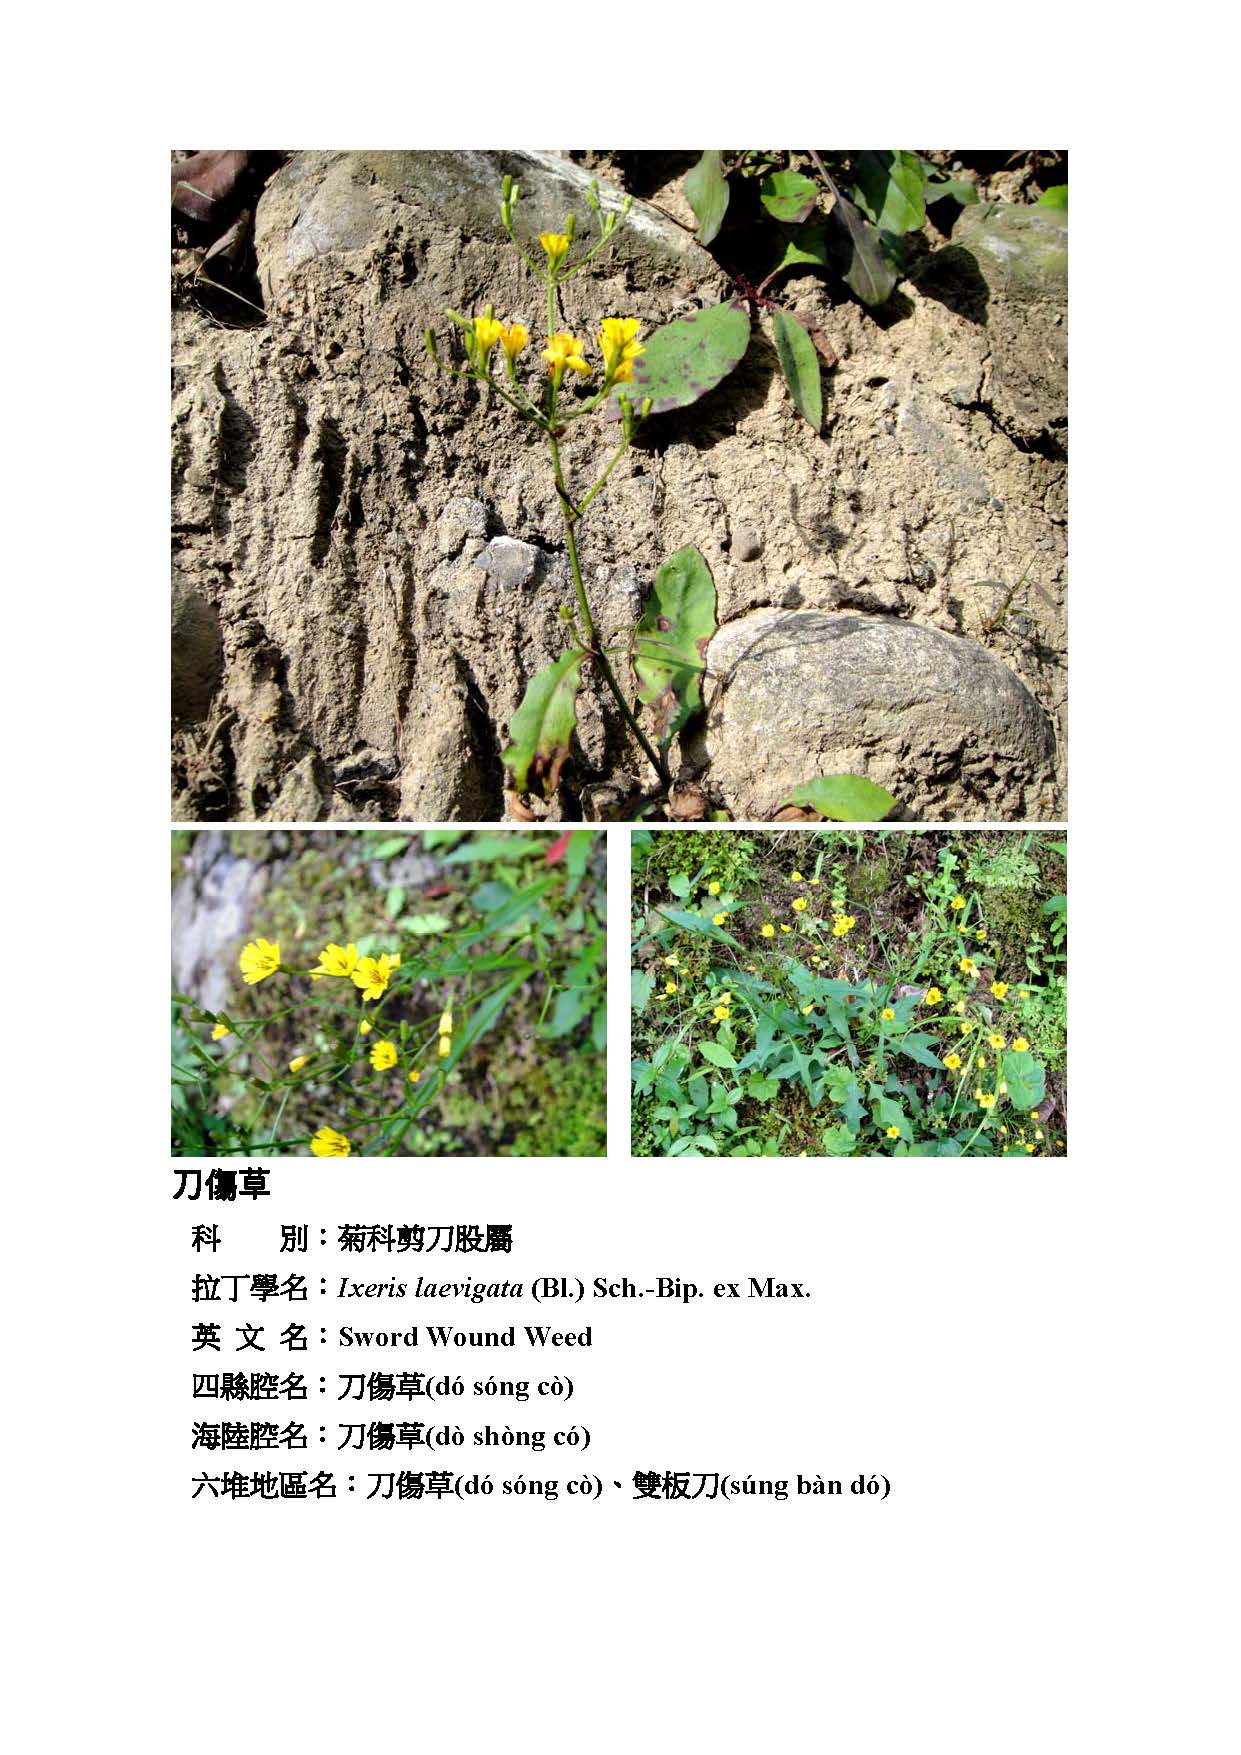 刀傷草
科　　別：菊科剪刀股屬
拉丁學名：Ixeris laevigata (Bl.) Sch.-Bip. ex Max.
英 文 名：Sword Wound Weed
四縣腔名：刀傷草(dó sóng cò)
海陸腔名：刀傷草(dò shòng có)
六堆地區名：刀傷草(dó sóng cò)、雙板刀(súng bàn dó)